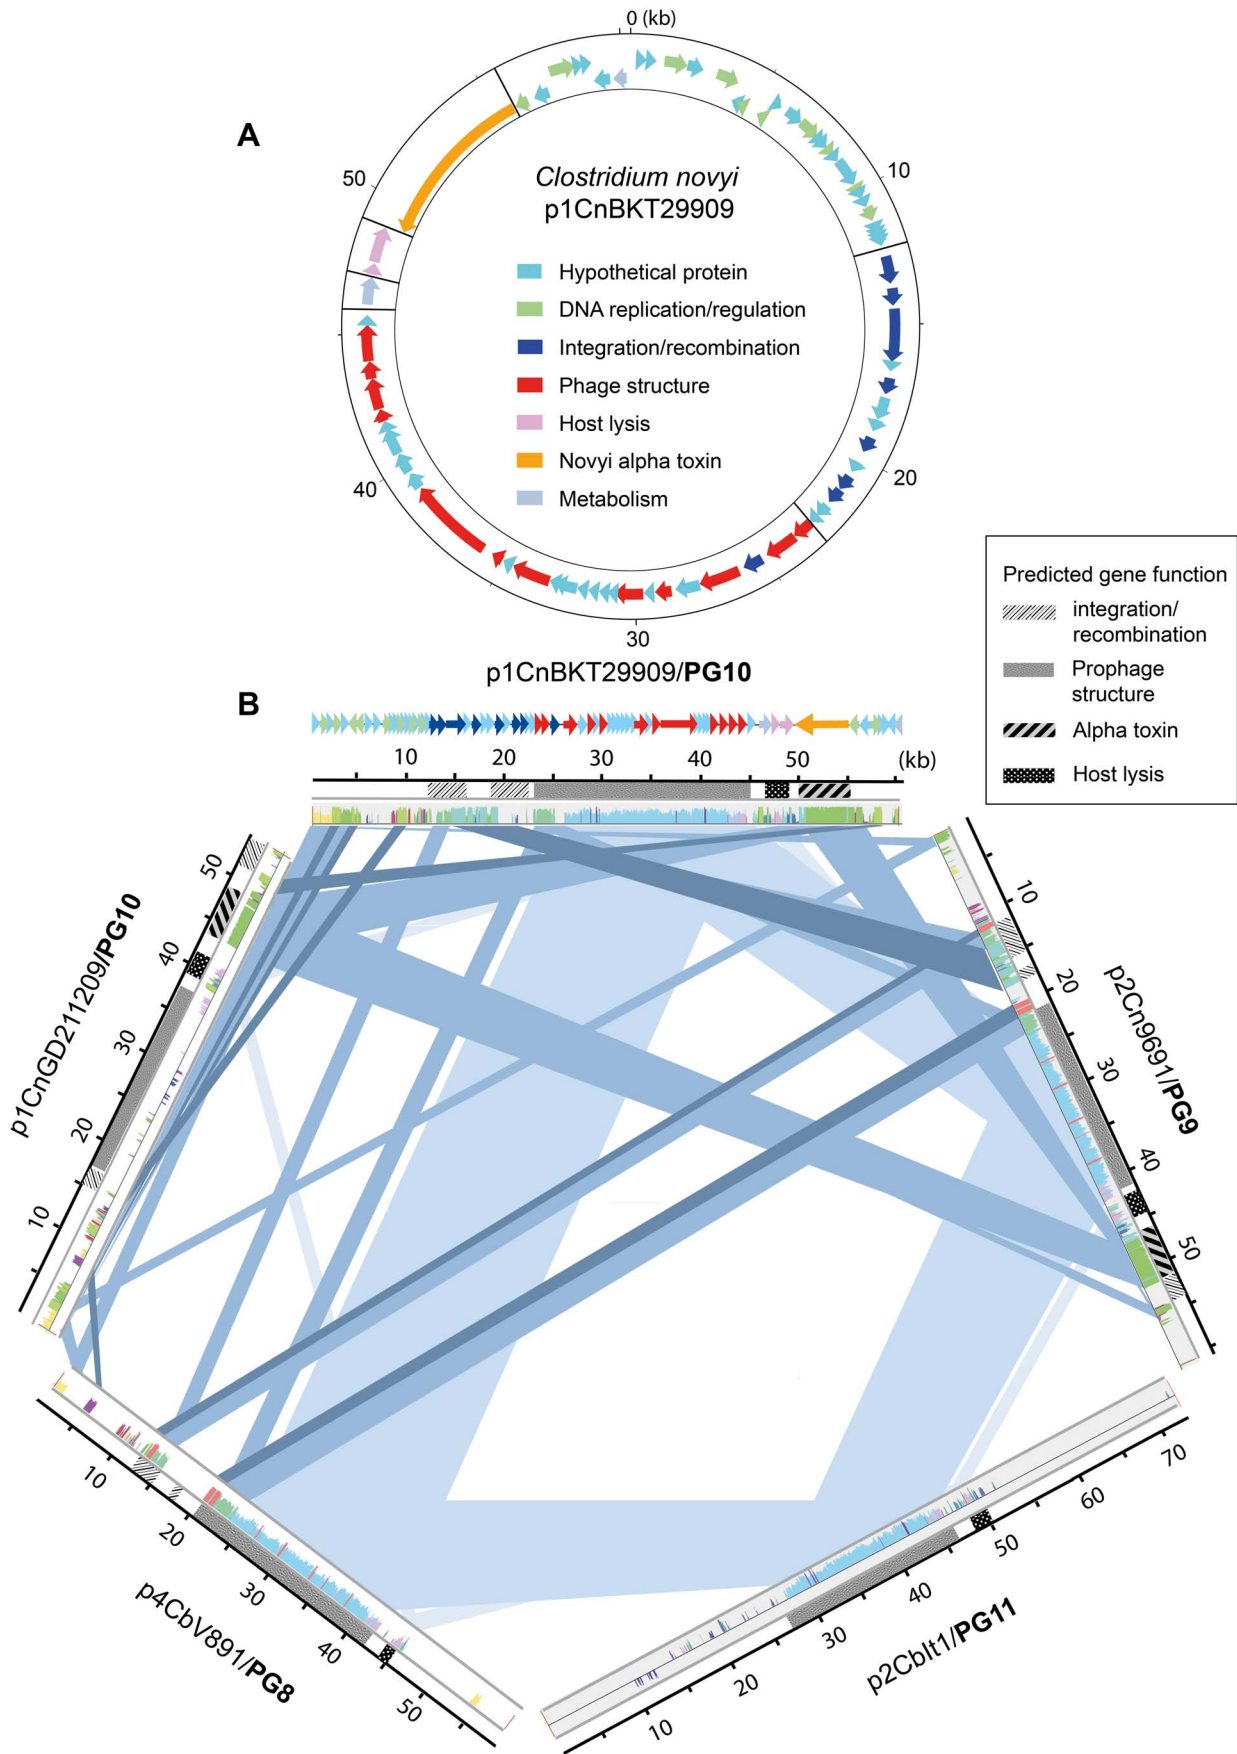 0 (kb)
A
50
10
Clostridium novyi
p1CnBKT29909
Hypothetical protein
DNA replication/regulation
Integration/recombination
Phage structure
Host lysis
Novyi alpha toxin
Metabolism
40
20
30
Predicted gene function
integration/
recombination
Prophage
structure
Alpha toxin
Host lysis
p1CnBKT29909/PG10
B
10 20 30 40 50 (kb)
p1CnGD211209/PG10
50
40
30
20
10
p2Cn9691/PG9
10
20
30
40
50
p4CbV891/PG8
10
20
30
40
50
p2CbIt1/PG11
10
20
30
40
50
60
70